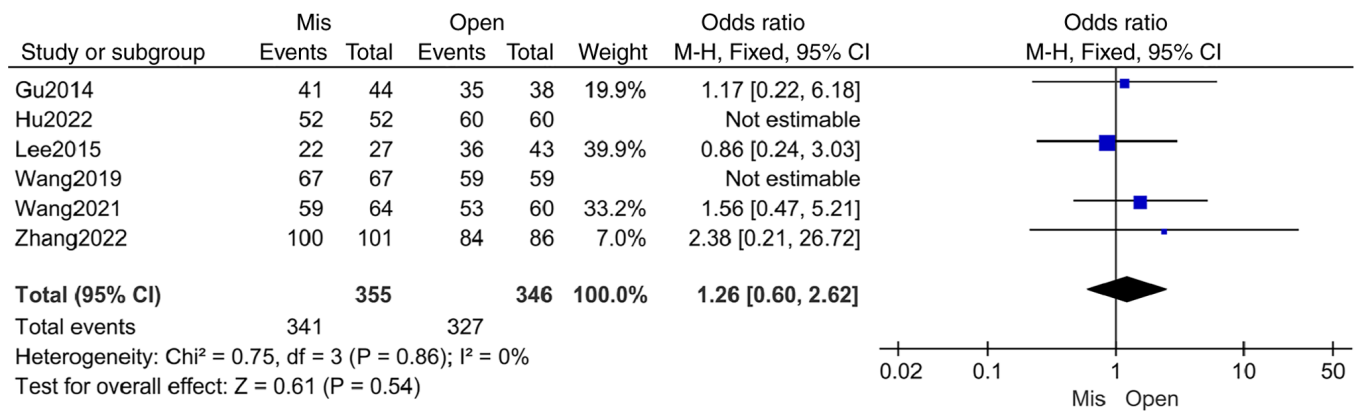 Mis Open Odds ratio Odds ratio
Study or subgroup Events Total Events Total Weight M-H, Fixed, 95% CI M-H, Fixed, 95% CI
Gu2014 41 44 35 38 19.9% 1.17 [0.22, 6.18]
Hu2022 52 52 60 60 Not estimable
Lee2015 22 27 36 43 39.9% 0.86 [0.24, 3.03]
Wang2019 67 67 59 59 Not estimable
Wang2021 59 64 53 60 33.2% 1.56 [0.47, 5.21]
Zhang2022 100 101 84 86 7.0% 2.38 [0.21, 26.72]
Total (95% CI) 355 346 100.0% 1.26 [0.60, 2.62]
Total events 341 327
Heterogeneity: Chi² = 0.75, df = 3 (P = 0.86); I² = 0%
Test for overall effect: Z = 0.61 (P = 0.54)
0.02 0.1 1 10 50
Mis Open